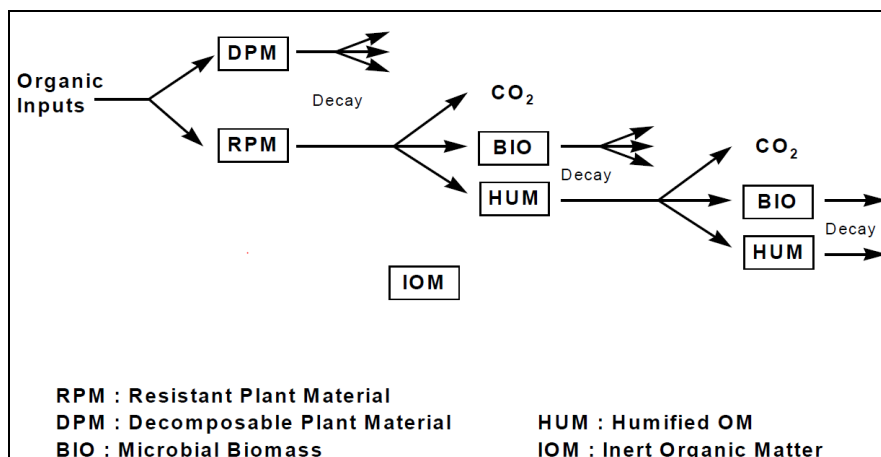 DPM
Organic
Inputs
Decay
RPM
CO2
BIO
Decay
HUM
CO2
BIO
Decay
HUM
IOM
RPM : Resistant Plant Material
DPM : Decomposable Plant Material
HUM : Humified OM
BIO : Microbial Biomass
IOM : Inert Organic Matter